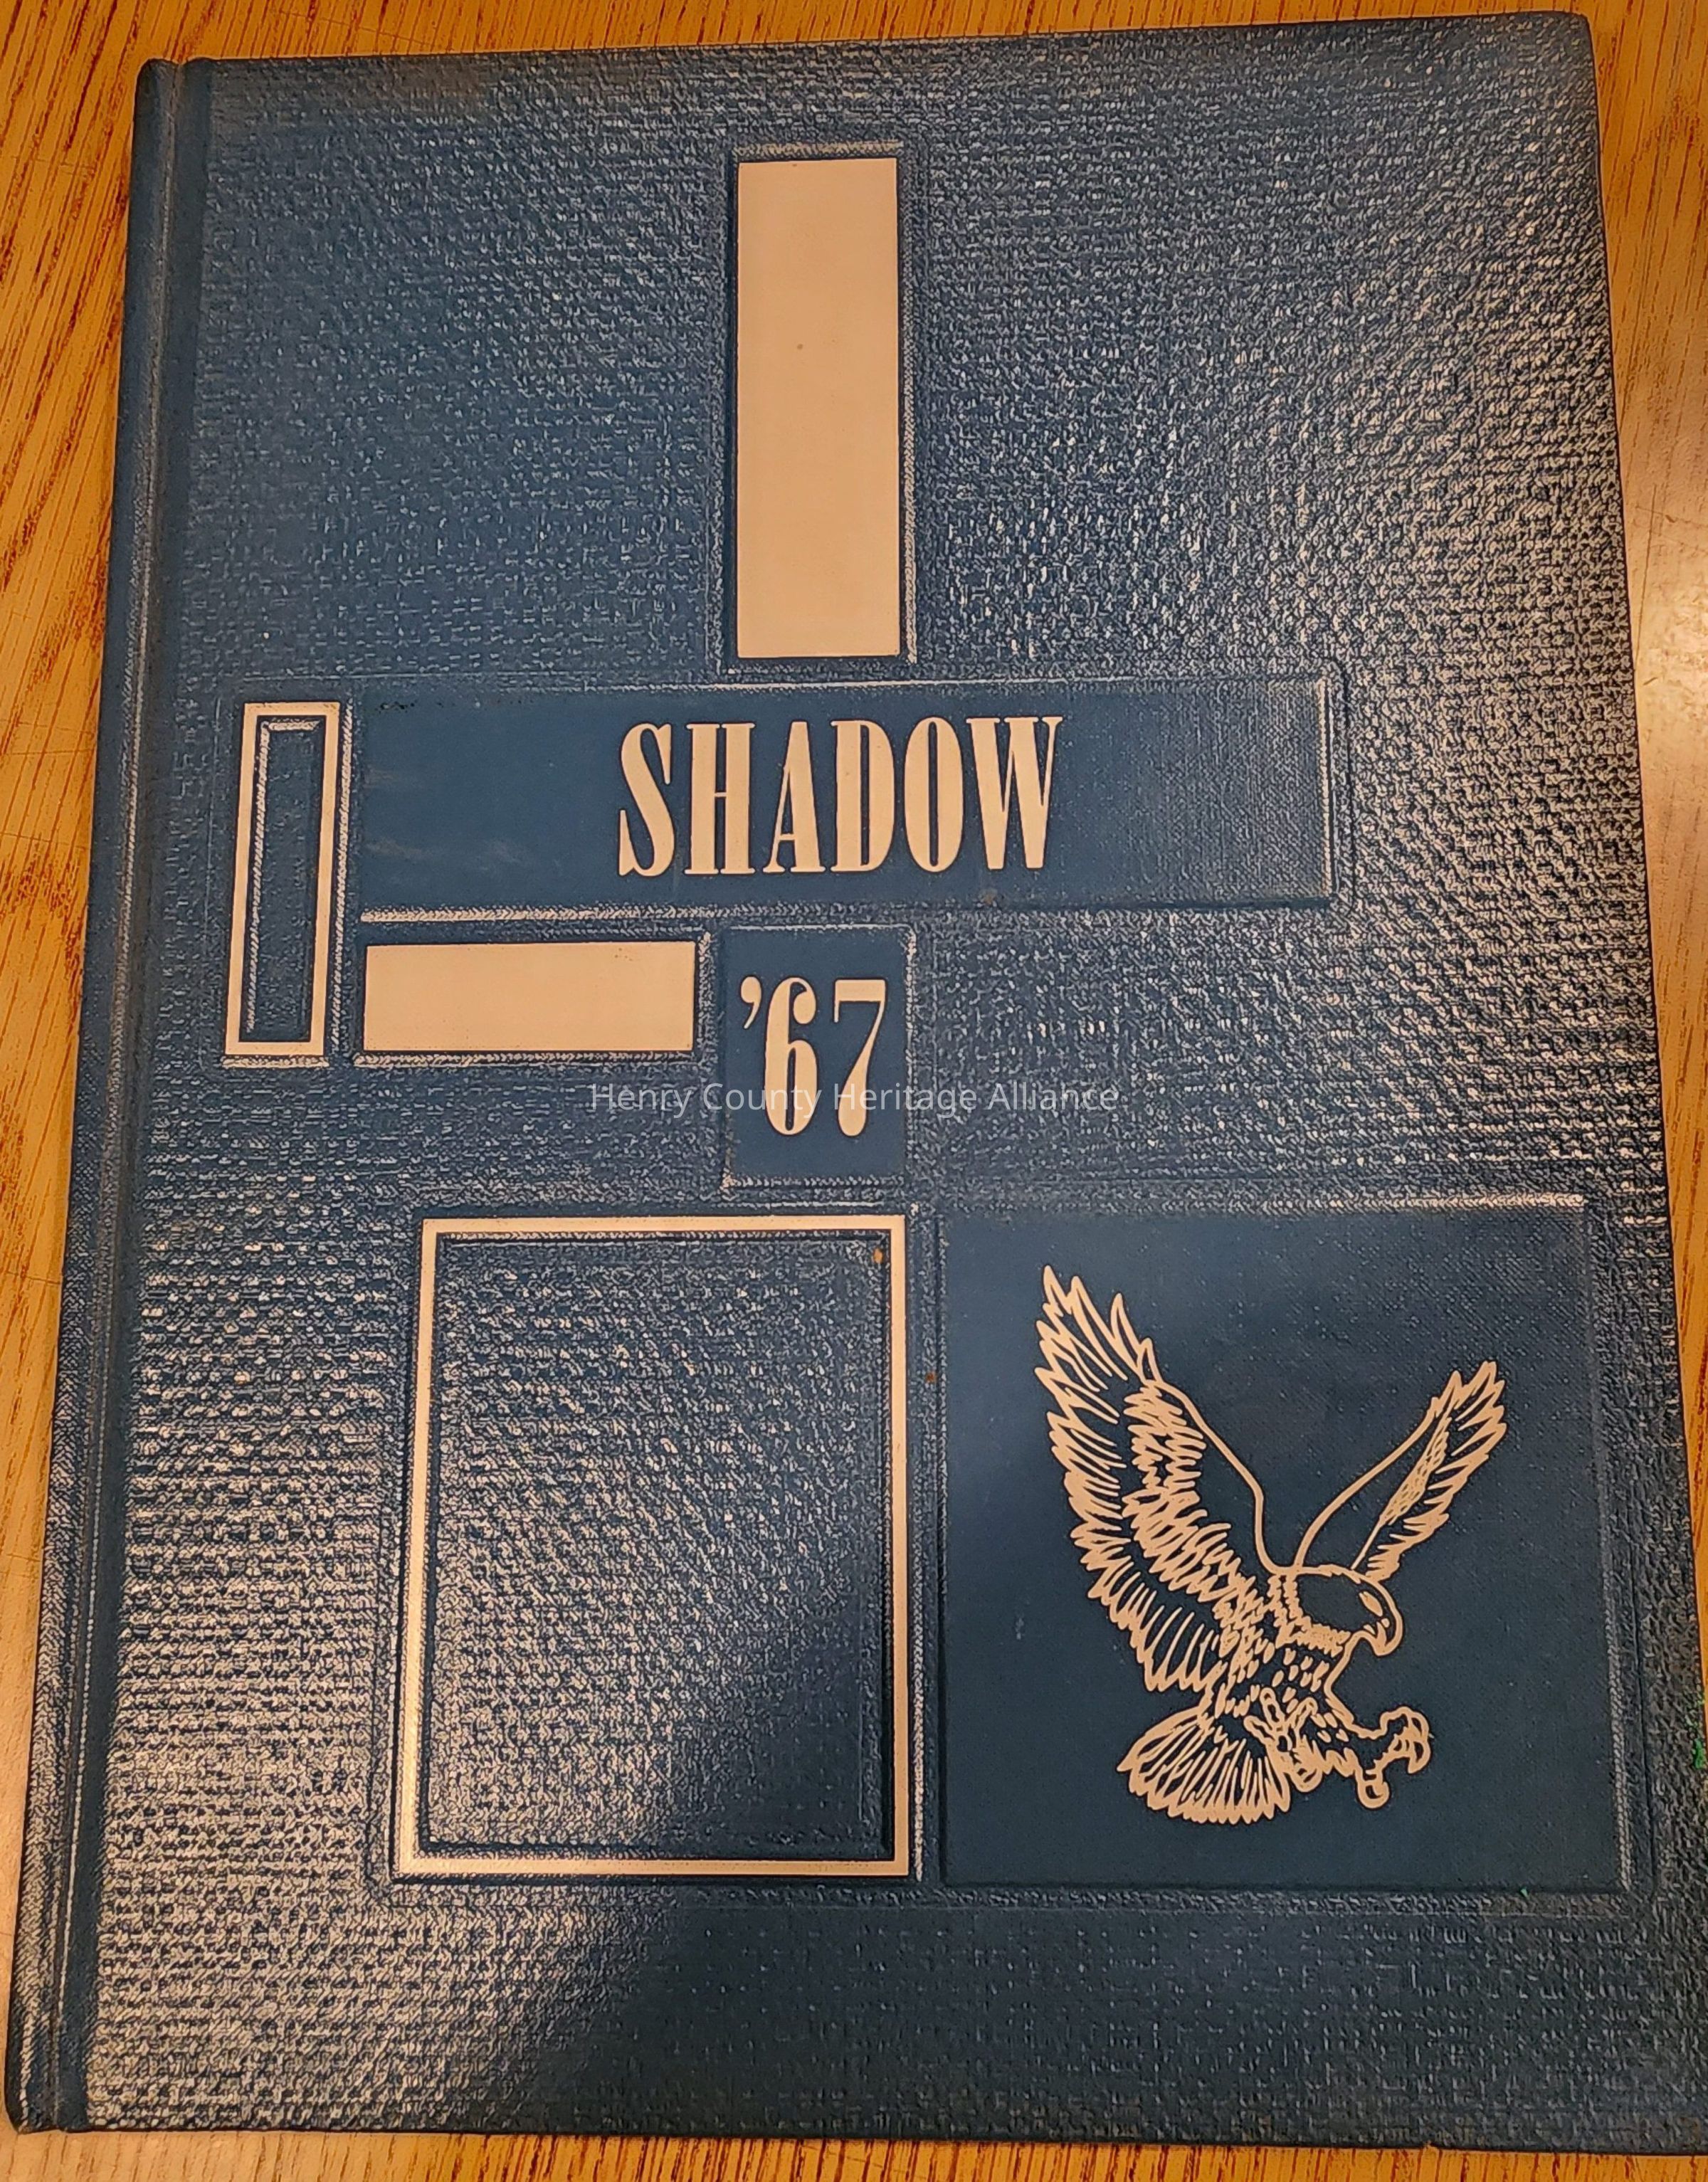 SHADOW
'67
Henry County Heritage Alliance